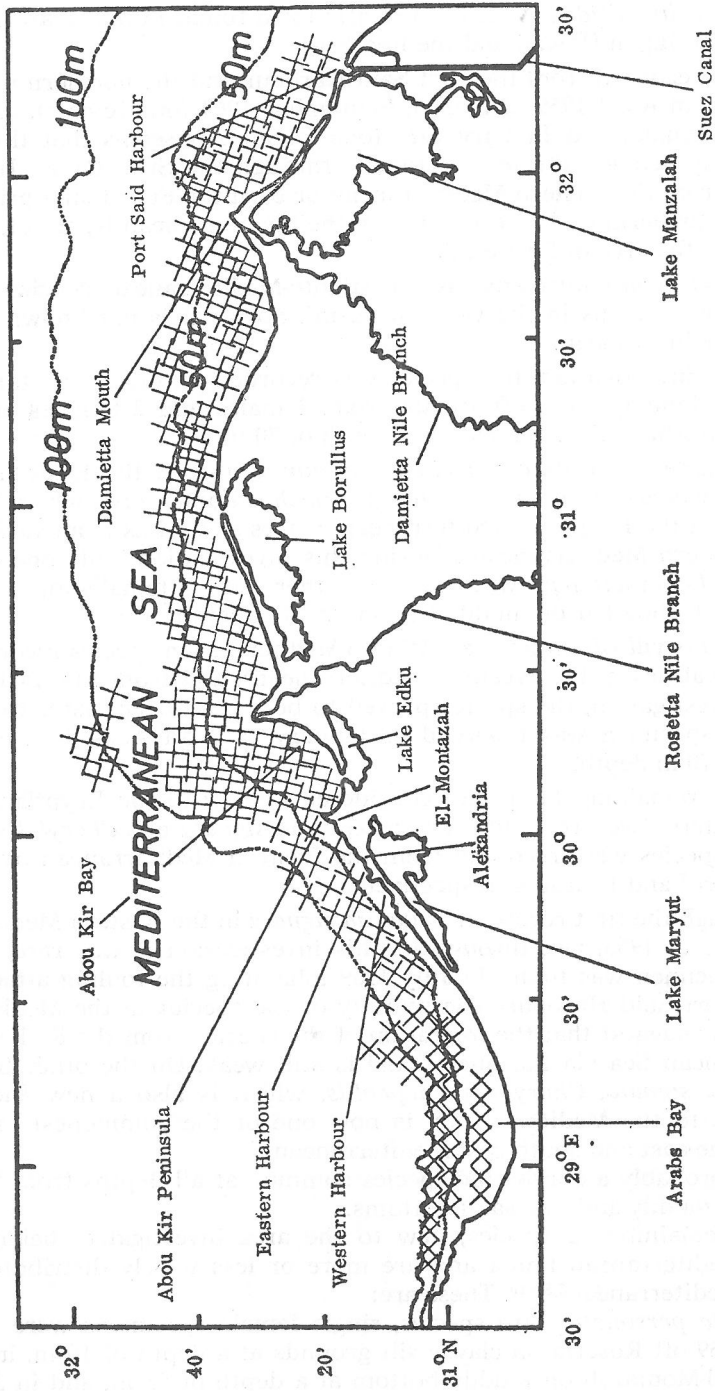 100m
100m
50m
50m
MEDITERRANEAN SEA
Abou Kir Bay
Damietta Mouth
Port Said Harbour
Abou Kir Peninsula
Eastern Harbour
Western Harbour
32°
40'
20'
31°N
30'
29°E
30'
30°
30'
31°
30'
32°
30'
Lake Borullus
Lake Edku
El-Montazah
Alexandria
Damietta Nile Branch
Arabs Bay
Lake Maryut
Rosetta Nile Branch
Lake Manzalah
Suez Canal